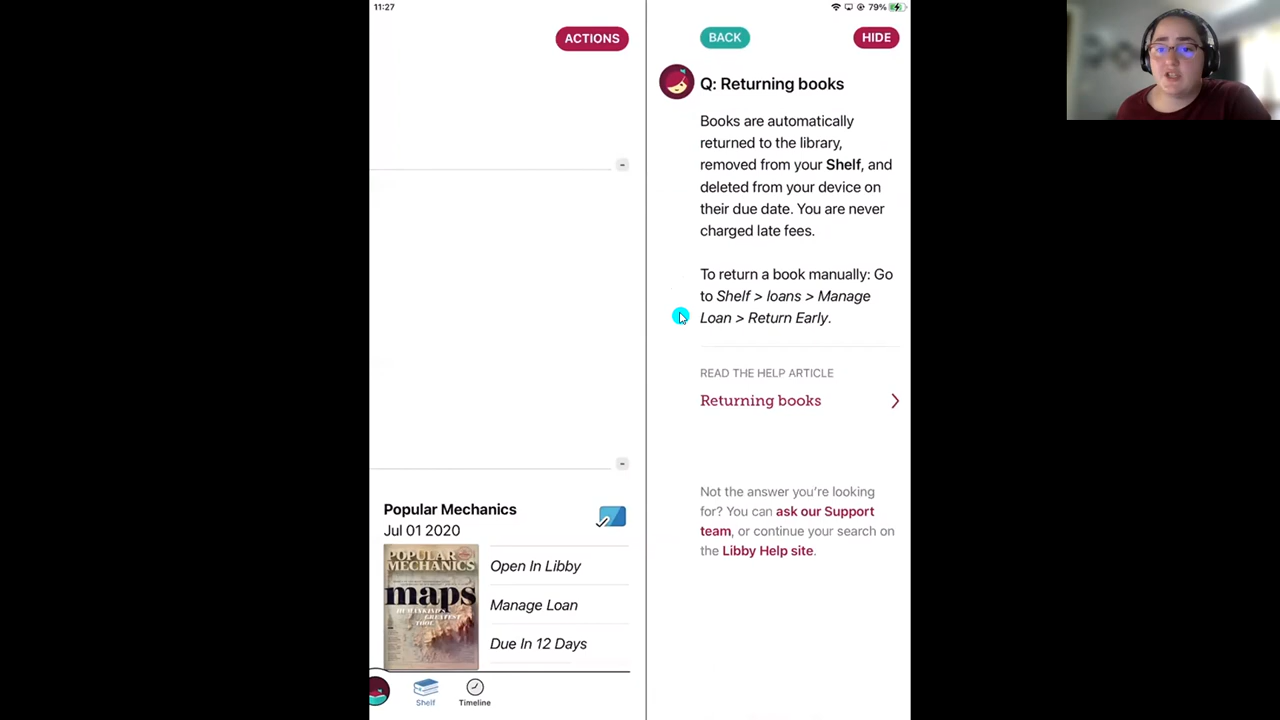 11:27
79%
ACTIONS
Popular Mechanics
Jul 01 2020
POPULAR
MECHANICS
maps
Open In Libby
Manage Loan
Due In 12 Days
Shelf
Timeline
BACK
HIDE
Q: Returning books
Books are automatically
returned to the library,
removed from your Shelf, and
deleted from your device on
their due date. You are never
charged late fees.
To return a book manually: Go
to Shelf > loans > Manage
Loan > Return Early.
READ THE HELP ARTICLE
Returning books
Not the answer you're looking
for? You can ask our Support
team, or continue your search on
the Libby Help site.